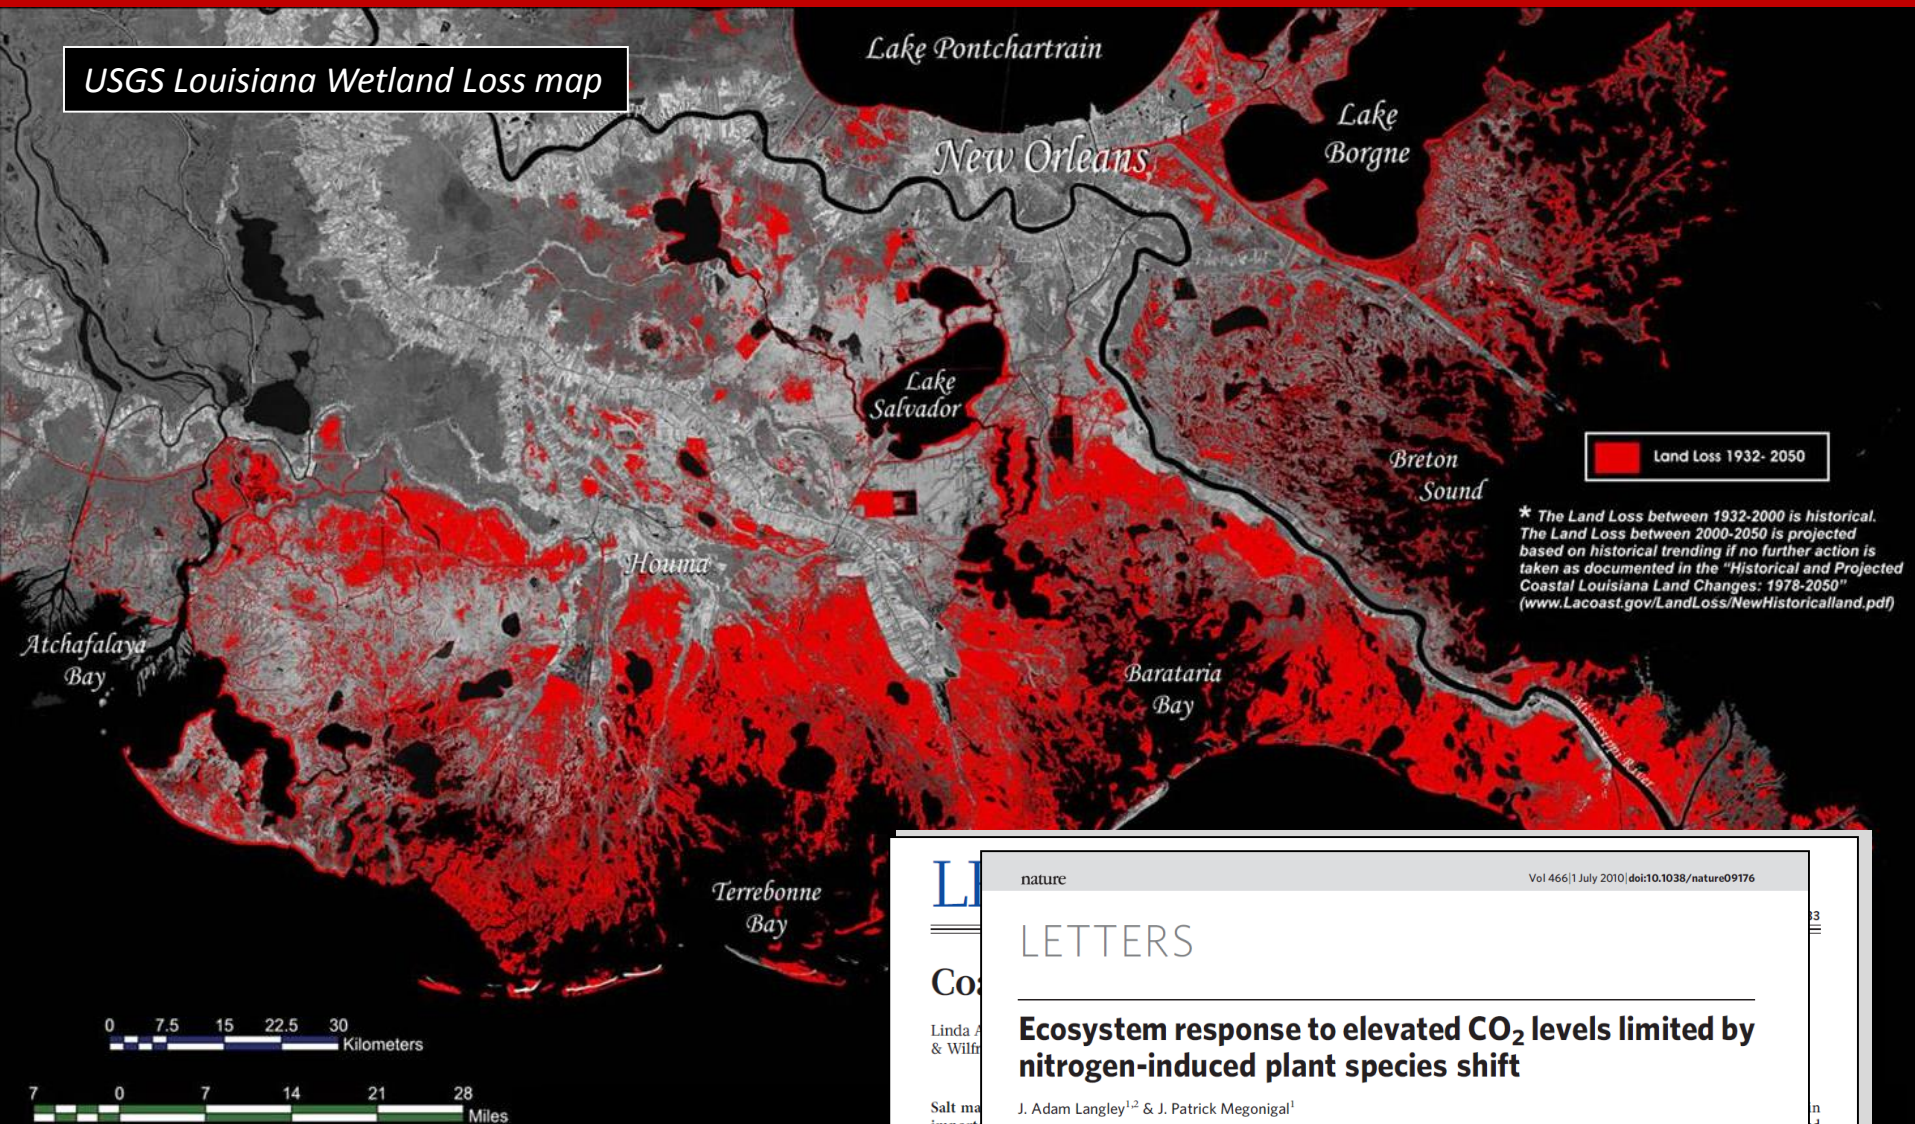 USGS Louisiana Wetland Loss map
Lake Pontchartrain
Lake
Borgne
New Orleans
Lake
Salvador
Breton
Sound
Land Loss 1932- 2050
* The Land Loss between 1932-2000 is historical.
The Land Loss between 2000-2050 is projected
based on historical trending if no further action is
taken as documented in the “Historical and Projected
Coastal Louisiana Land Changes: 1978-2050”
(www.Lacoast.gov/LandLoss/NewHistoricalland.pdf)
Houma
Atchafalaya
Bay
Barataria
Bay
Mississippi River
Terrebonne
Bay
0 7.5 15 22.5 30
Kilometers
7 0 7 14 21 28
Miles
nature
Vol 466|1 July 2010|doi:10.1038/nature09176
LETTERS
Ecosystem response to elevated CO₂ levels limited by
nitrogen-induced plant species shift
J. Adam Langley¹,² & J. Patrick Megonigal¹
Linda A
& Wilfr
Salt ma